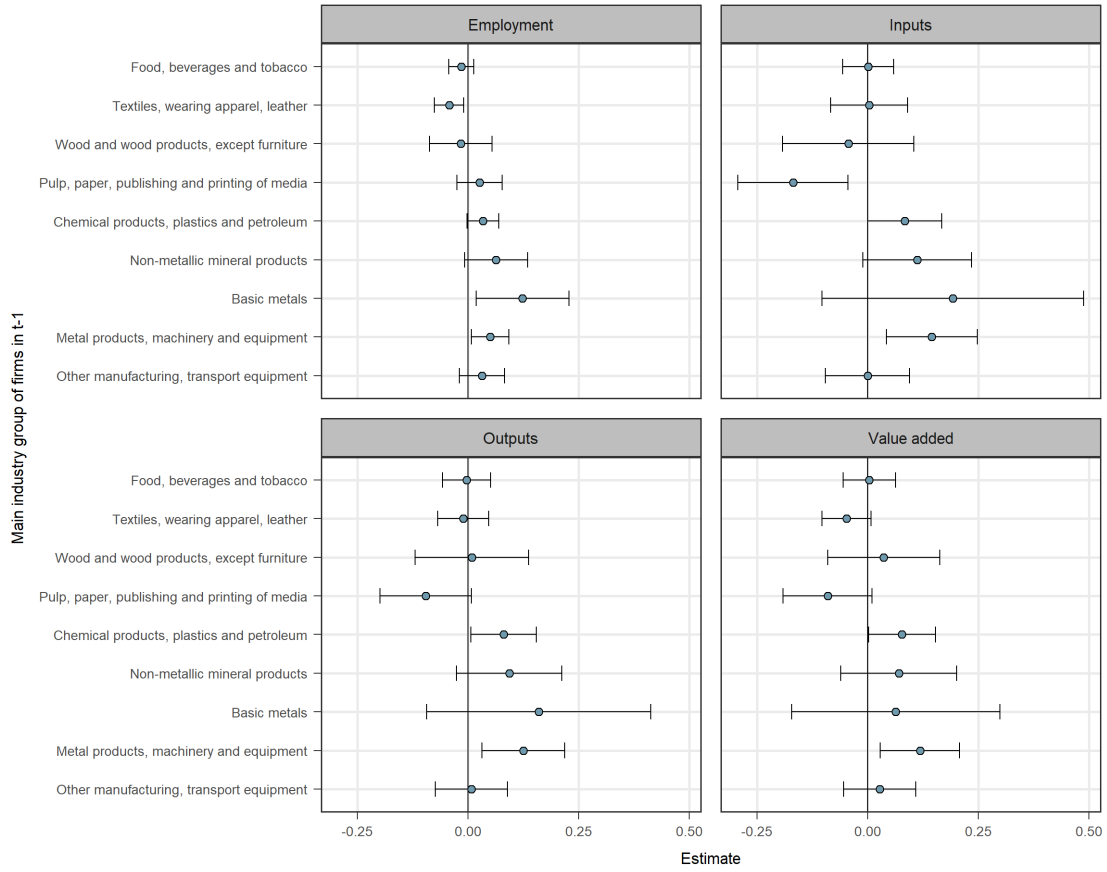 Employment
Inputs
Food, beverages and tobacco
Textiles, wearing apparel, leather
Wood and wood products, except furniture
Pulp, paper, publishing and printing of media
Chemical products, plastics and petroleum
Non-metallic mineral products
Basic metals
Metal products, machinery and equipment
Other manufacturing, transport equipment
Main industry group of firms in t-1
Outputs
Value added
Food, beverages and tobacco
Textiles, wearing apparel, leather
Wood and wood products, except furniture
Pulp, paper, publishing and printing of media
Chemical products, plastics and petroleum
Non-metallic mineral products
Basic metals
Metal products, machinery and equipment
Other manufacturing, transport equipment
-0.25 0.00 0.25 0.50
-0.25 0.00 0.25 0.50
Estimate